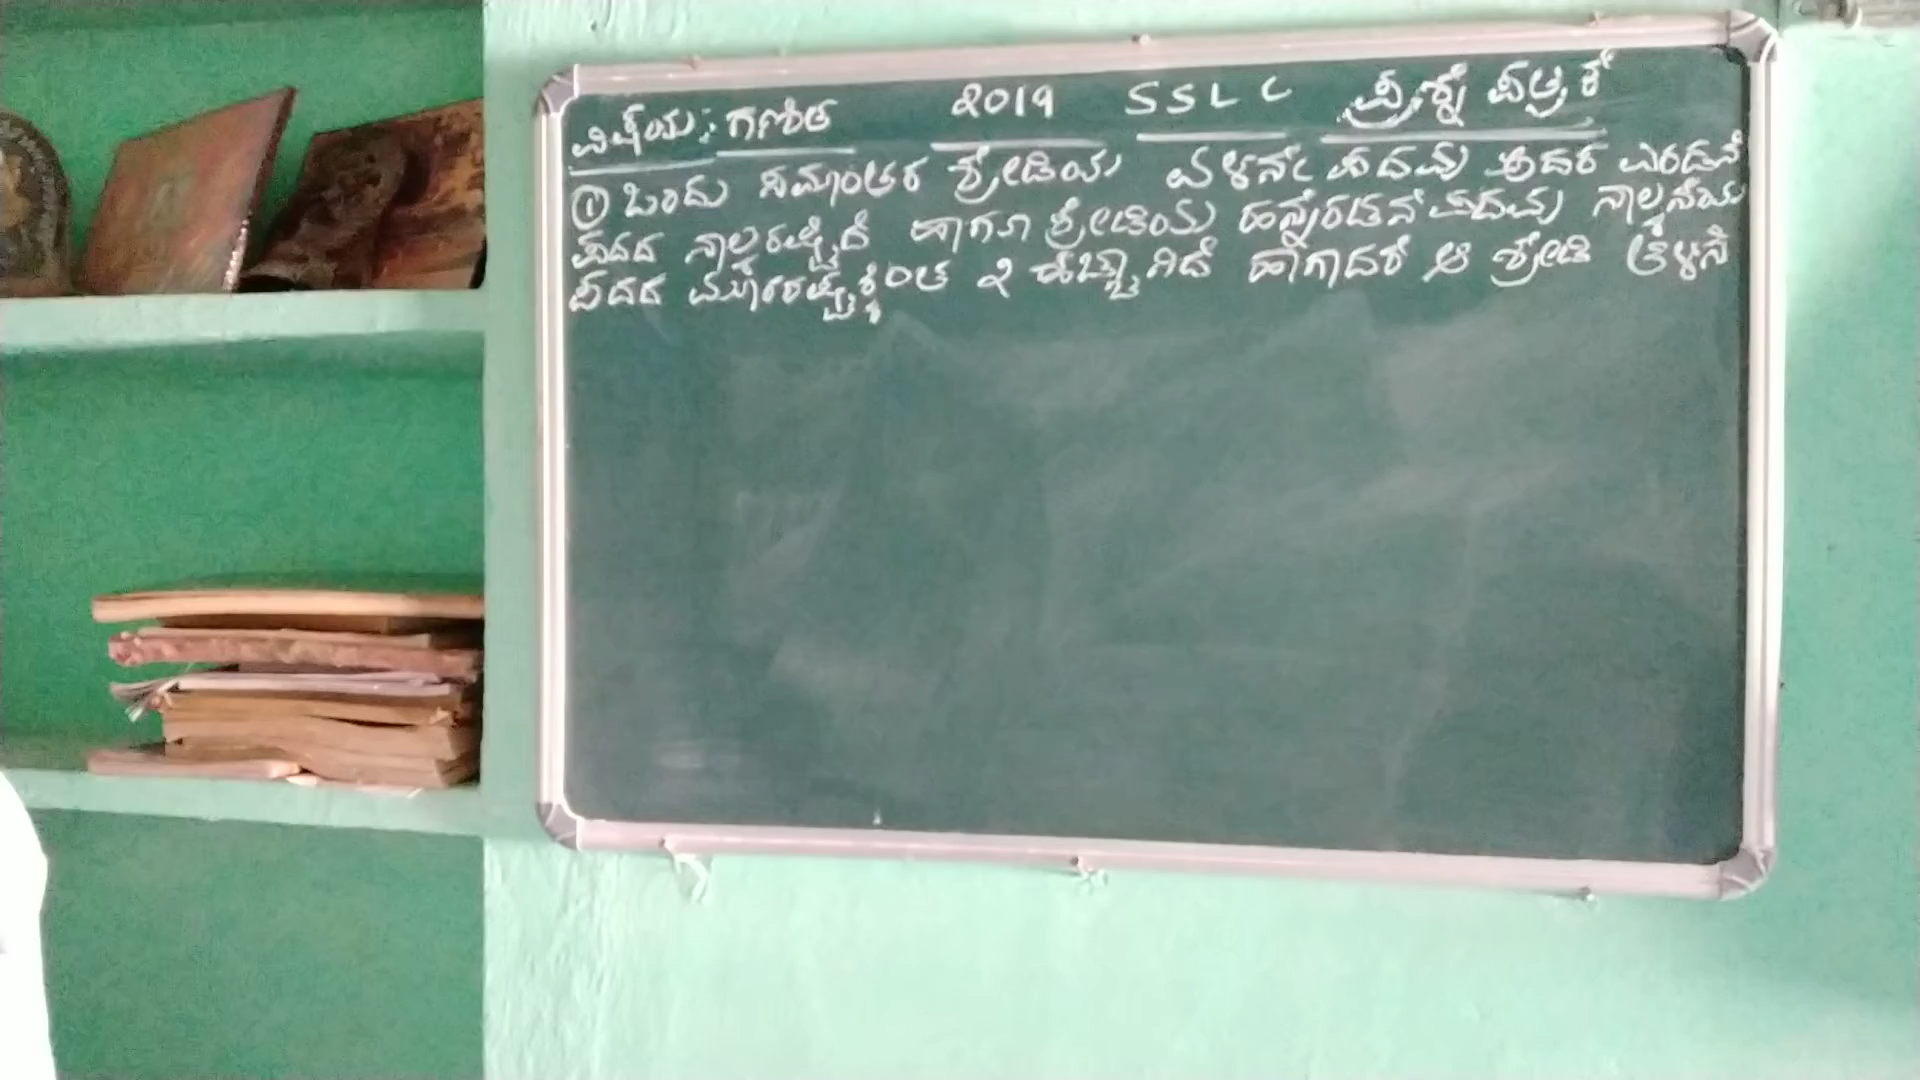 ವಿಷಯ : ಗಣಿತ 2019 SSLC ಪ್ರಶ್ನೆ ಪತ್ರಿಕೆ
① ಒಂದು ಸಮಾಂತರ ಶ್ರೇಡಿಯ ಏಳನೇ ಪದವು ಅದರ ಎರಡನೆ
ಪದದ ನಾಲ್ಕರಷ್ಟಿದೆ ಹಾಗೂ ಶ್ರೇಡಿಯ ಹನ್ನೆರಡನೆ ಪದವು ನಾಲ್ಕನೆಯ
ಪದದ ಮೂರರಷ್ಟಕ್ಕಿಂತ 2 ಹೆಚ್ಚಾಗಿದೆ ಹಾಗಾದರೆ ಆ ಶ್ರೇಡಿ